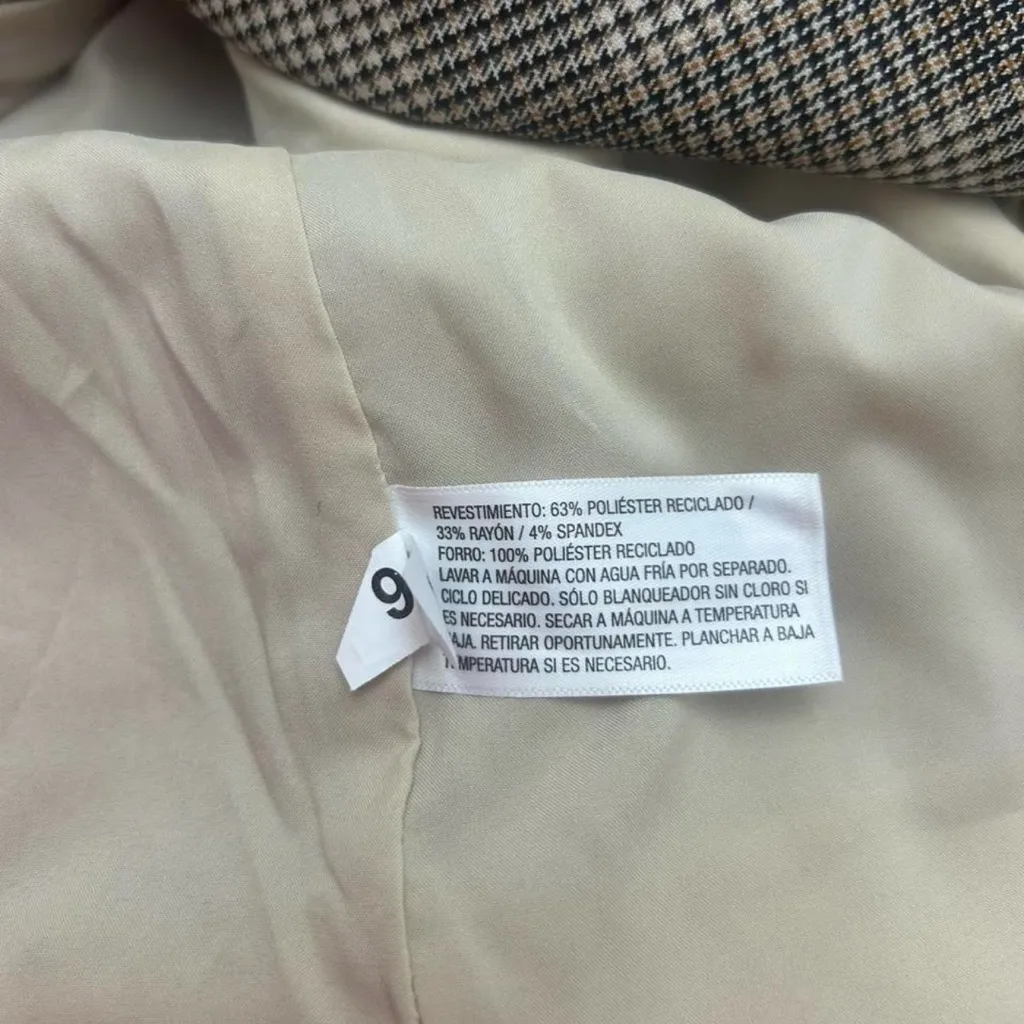 REVESTIMIENTO: 63% POLIÉSTER RECICLADO /
33% RAYÓN / 4% SPANDEX
FORRO: 100% POLIÉSTER RECICLADO
LAVAR A MÁQUINA CON AGUA FRÍA POR SEPARADO.
CICLO DELICADO. SÓLO BLANQUEADOR SIN CLORO SI
ES NECESARIO. SECAR A MÁQUINA A TEMPERATURA
AJA. RETIRAR OPORTUNAMENTE. PLANCHAR A BAJA
MPERATURA SI ES NECESARIO.
9